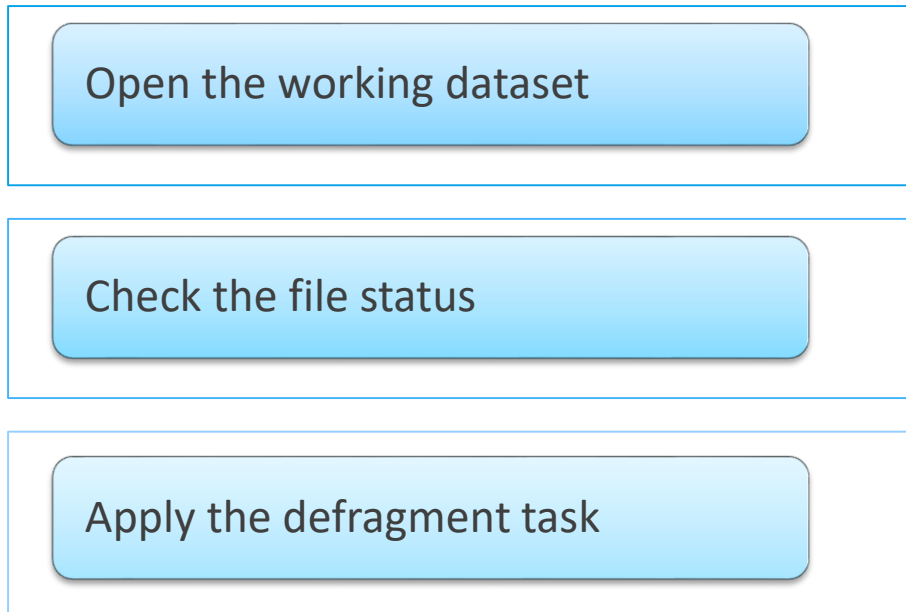 Open the working dataset
Check the file status
Apply the defragment task